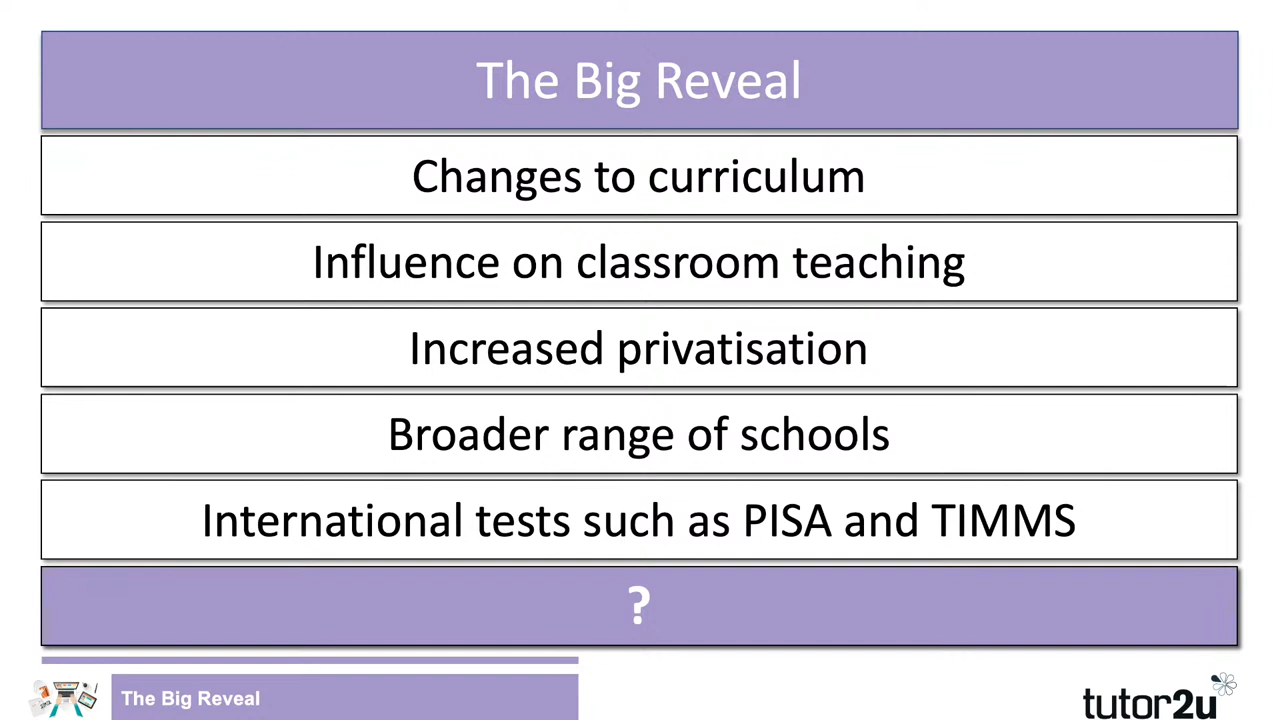 The Big Reveal
Changes to curriculum
Influence on classroom teaching
Increased privatisation
Broader range of schools
International tests such as PISA and TIMMS
?
The Big Reveal
tutor2u